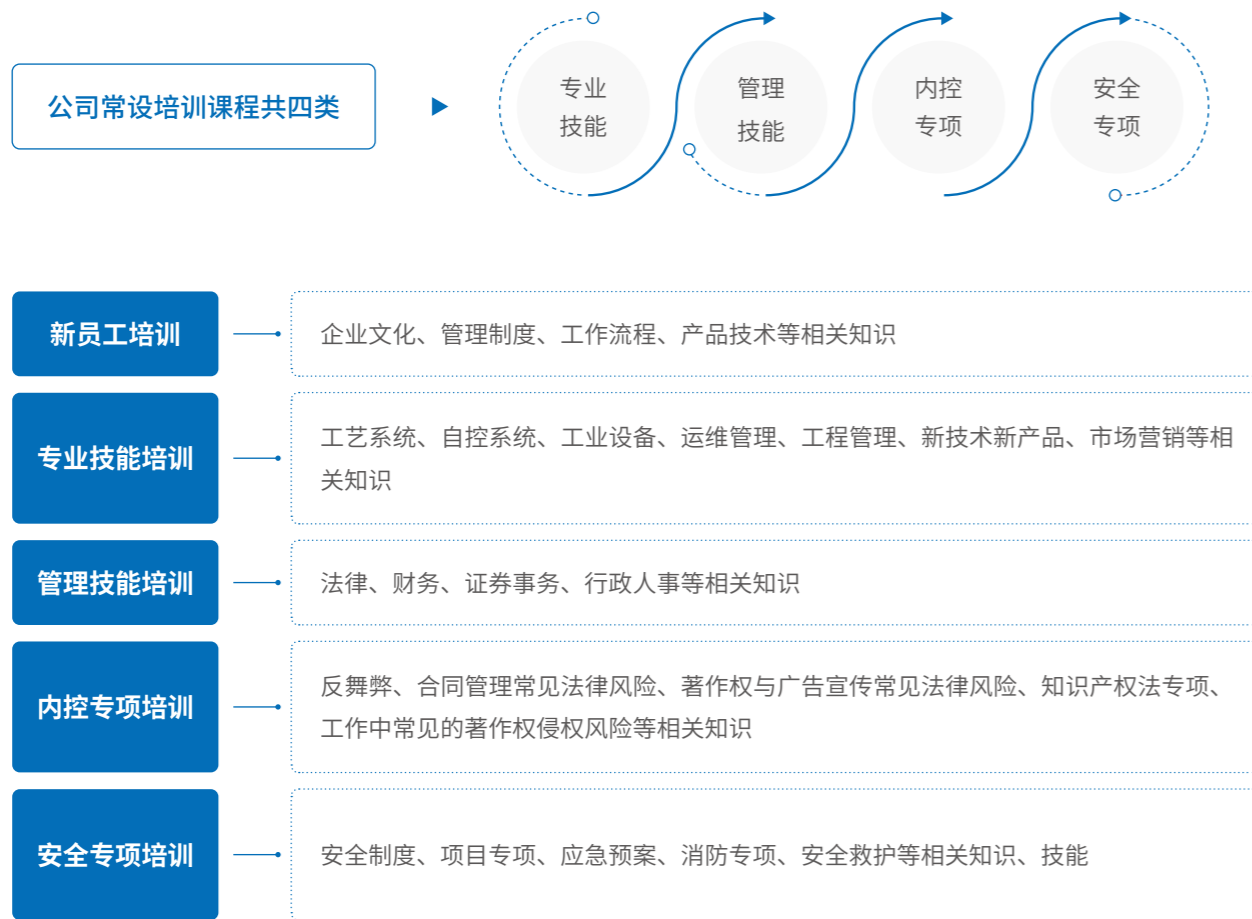 公司常设培训课程共四类
专业
技能
管理
技能
内控
专项
安全
专项
新员工培训
企业文化、管理制度、工作流程、产品技术等相关知识
专业技能培训
工艺系统、自控系统、工业设备、运维管理、工程管理、新技术新产品、市场营销等相
关知识
管理技能培训
法律、财务、证券事务、行政人事等相关知识
内控专项培训
反舞弊、合同管理常见法律风险、著作权与广告宣传常见法律风险、知识产权法专项、
工作中常见的著作权侵权风险等相关知识
安全专项培训
安全制度、项目专项、应急预案、消防专项、安全救护等相关知识、技能